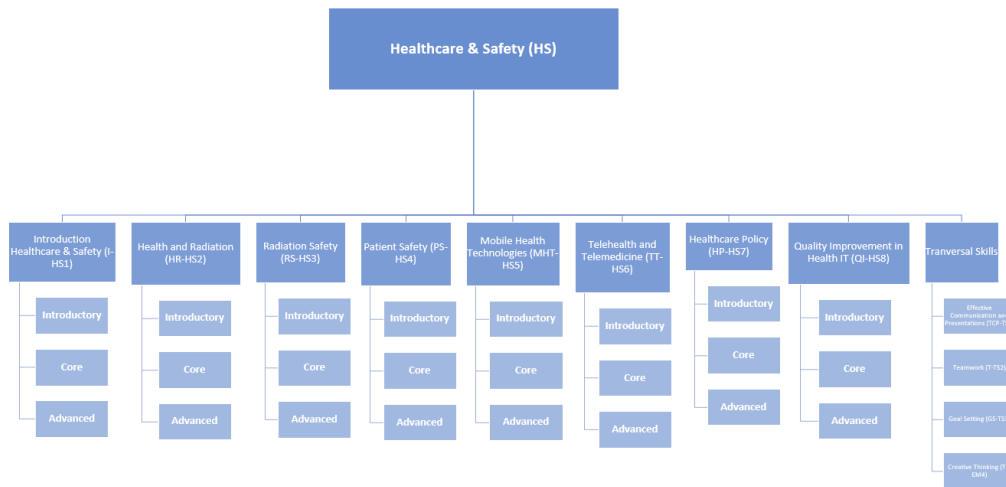 Healthcare & Safety (HS)
Introduction
Healthcare & Safety (I-
HS1)
Introductory
Core
Advanced
Health and Radiation
(HR-HS2)
Introductory
Core
Advanced
Radiation Safety
(RS-HS3)
Introductory
Core
Advanced
Patient Safety (PS-
HS4)
Introductory
Core
Advanced
Mobile Health
Technologies (MHT-
HS5)
Introductory
Core
Advanced
Telehealth and
Telemedicine (TT-
HS6)
Introductory
Core
Advanced
Healthcare Policy
(HP-HS7)
Introductory
Core
Advanced
Quality Improvement in
Health IT (QI-HS8)
Introductory
Core
Advanced
Tranversal Skills
Effective
Communication and
Presentations (TCP-TS
Teamwork (T-TS2)
Goal Setting (GS-TS3
Creative Thinking (T
EM4)